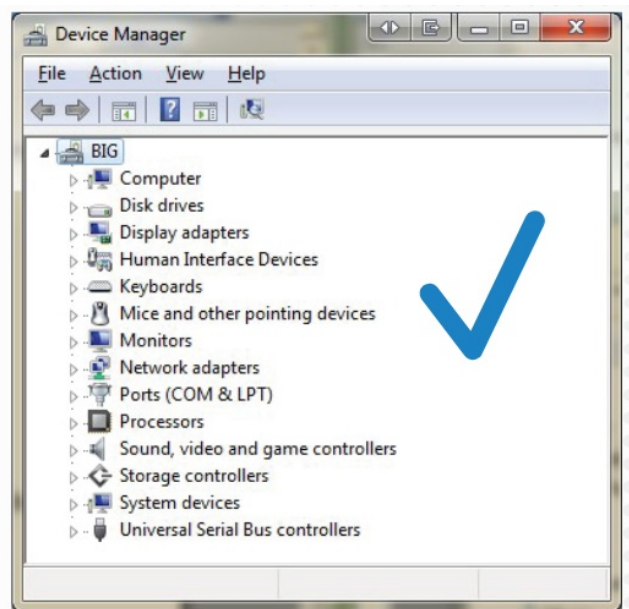 Device Manager
File Action View Help
BIG
Computer
Disk drives
Display adapters
Human Interface Devices
Keyboards
Mice and other pointing devices
Monitors
Network adapters
Ports (COM & LPT)
Processors
Sound, video and game controllers
Storage controllers
System devices
Universal Serial Bus controllers